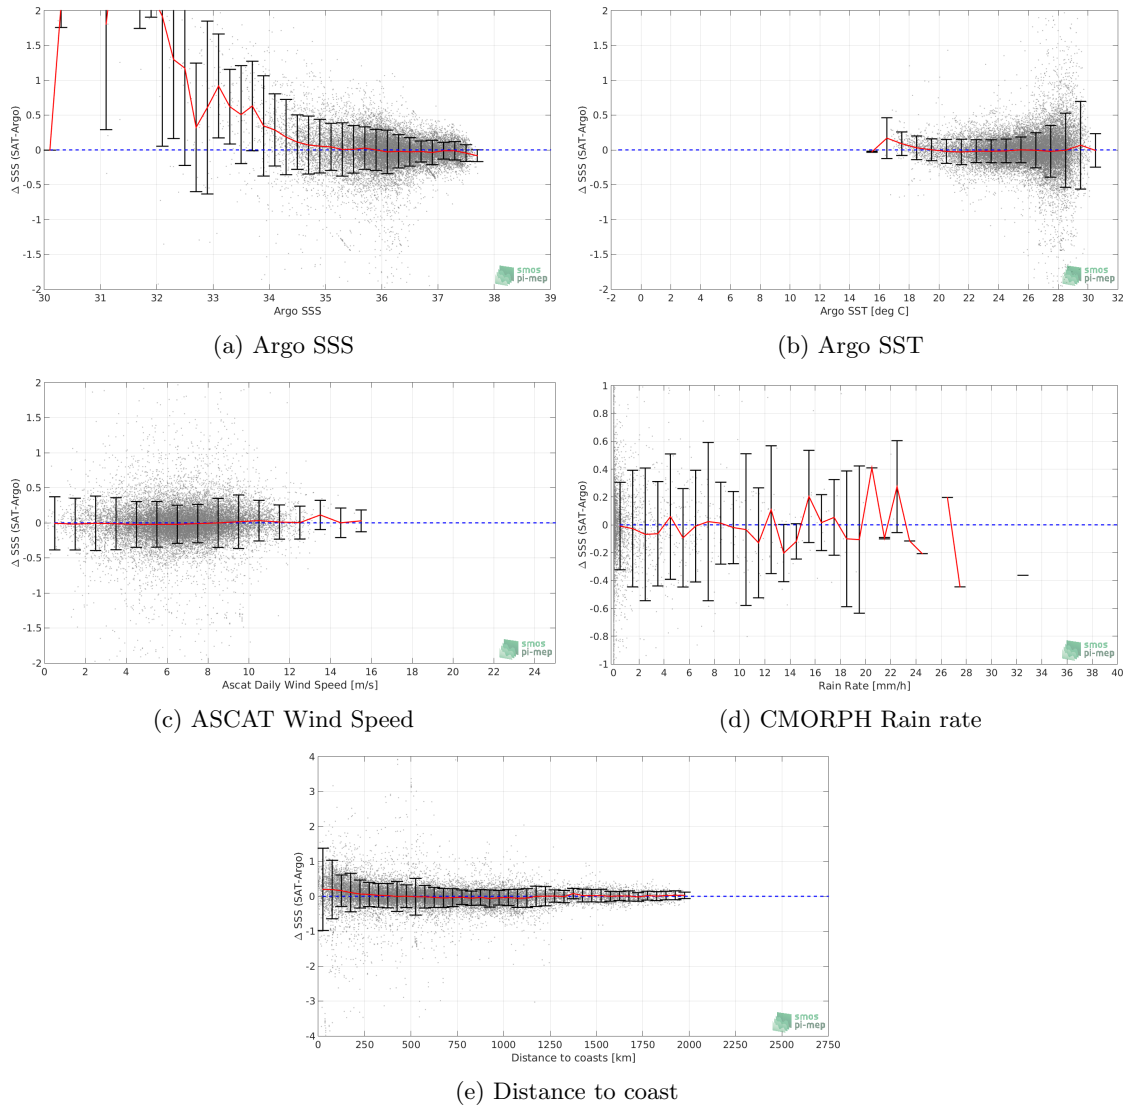 2
1.5
1
0.5
0
-0.5
-1
-1.5
-2
Δ SSS (SAT-Argo)
30 31 32 33 34 35 36 37 38 39
Argo SSS
smos
pi-mep
(a) Argo SSS
2
1.5
1
0.5
0
-0.5
-1
-1.5
-2
Δ SSS (SAT-Argo)
-2 0 2 4 6 8 10 12 14 16 18 20 22 24 26 28 30 32
Argo SST [deg C]
smos
pi-mep
(b) Argo SST
2
1.5
1
0.5
0
-0.5
-1
-1.5
-2
Δ SSS (SAT-Argo)
0 2 4 6 8 10 12 14 16 18 20 22 24
Ascat Daily Wind Speed [m/s]
smos
pi-mep
(c) ASCAT Wind Speed
1
0.8
0.6
0.4
0.2
0
-0.2
-0.4
-0.6
-0.8
-1
Δ SSS (SAT-Argo)
0 2 4 6 8 10 12 14 16 18 20 22 24 26 28 30 32 34 36 38 40
Rain Rate [mm/h]
smos
pi-mep
(d) CMORPH Rain rate
4
3
2
1
0
-1
-2
-3
-4
Δ SSS (SAT-Argo)
0 250 500 750 1000 1250 1500 1750 2000 2250 2500 2750
Distance to coasts [km]
smos
pi-mep
(e) Distance to coast